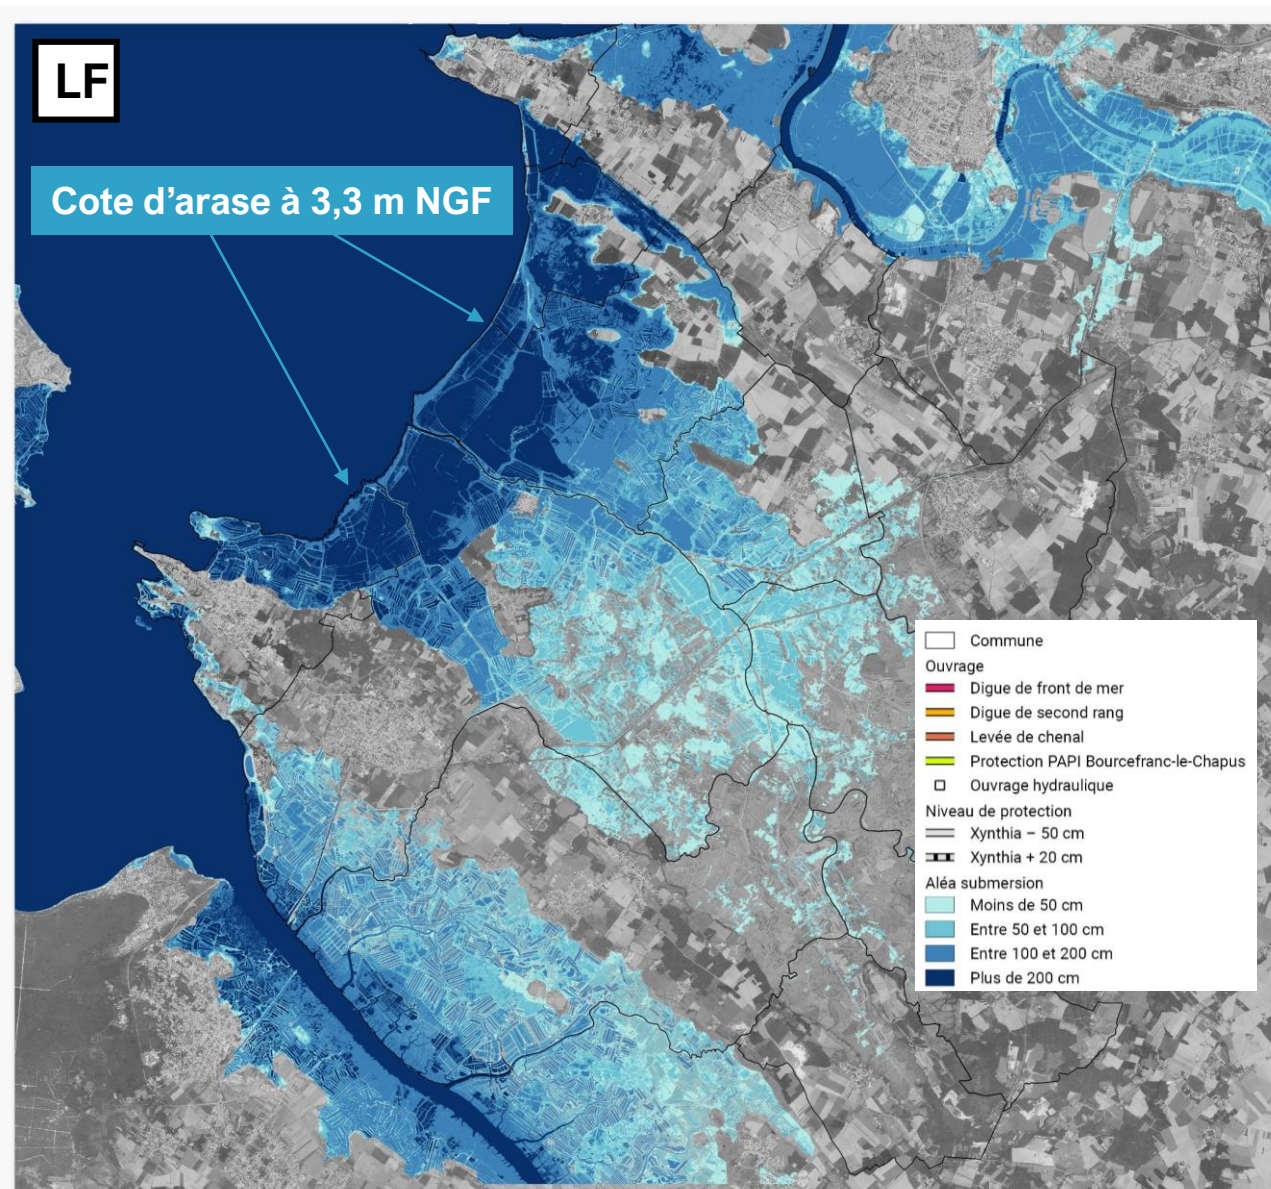 LF
Cote d’arase à 3,3 m NGF
Commune
Ouvrage
Digue de front de mer
Digue de second rang
Levée de chenal
Protection PAPI Bourcefranc-le-Chapus
Ouvrage hydraulique
Niveau de protection
Xynthia – 50 cm
Xynthia + 20 cm
Aléa submersion
Moins de 50 cm
Entre 50 et 100 cm
Entre 100 et 200 cm
Plus de 200 cm